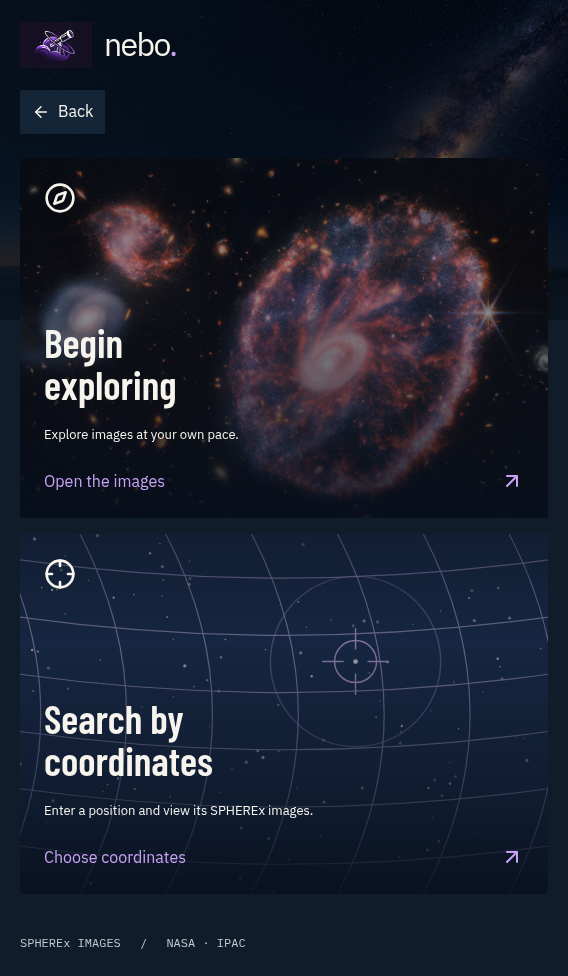 nebo.
Back
Begin
exploring
Explore images at your own pace.
Open the images
Search by
coordinates
Enter a position and view its SPHEREx images.
Choose coordinates
SPHEREx IMAGES / NASA · IPAC